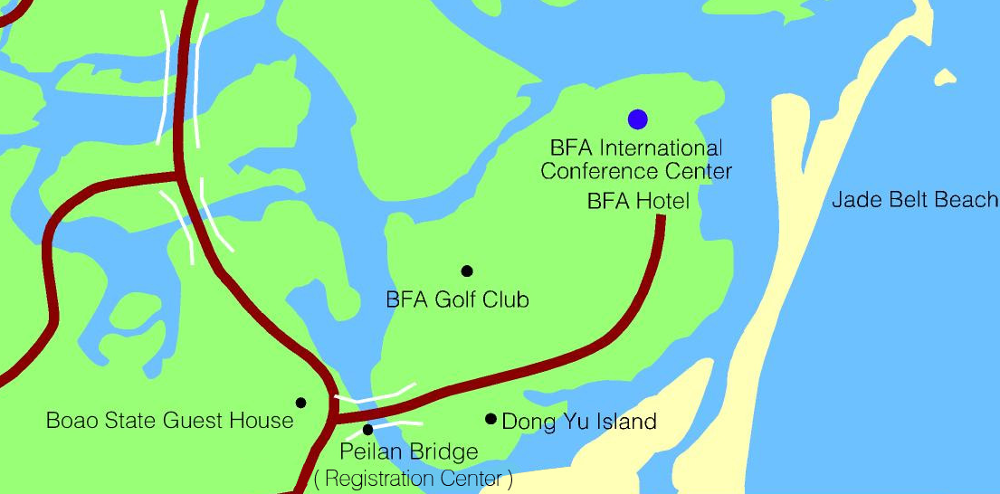 BFA International
Conference Center
BFA Hotel
Jade Belt Beach
BFA Golf Club
Boao State Guest House
Dong Yu Island
Peilan Bridge
( Registration Center )